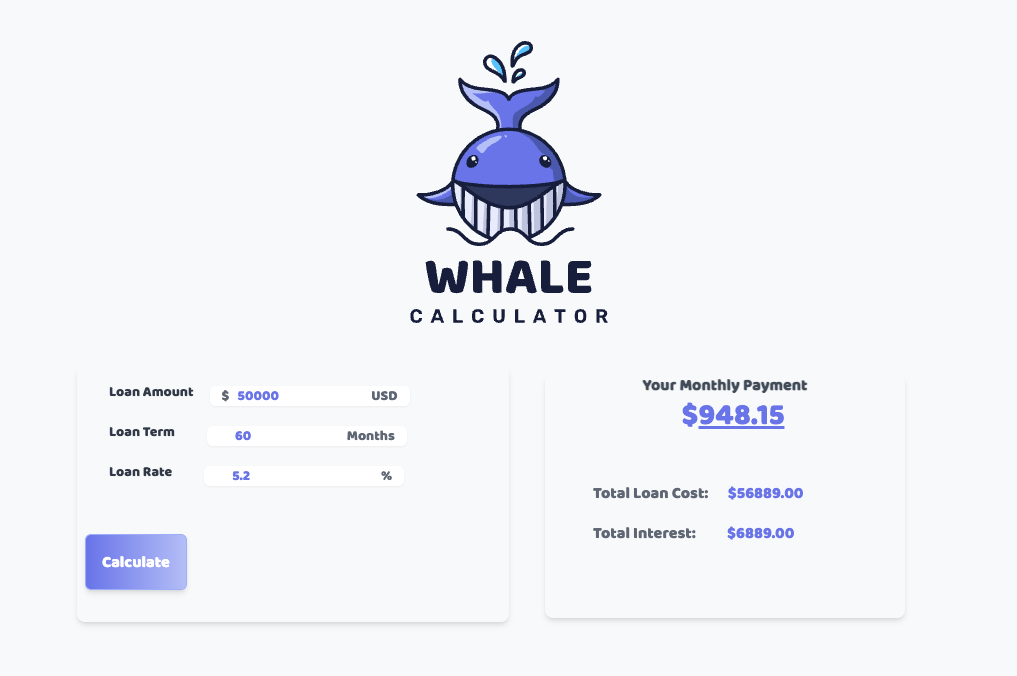 WHALE
CALCULATOR
Loan Amount $ 50000 USD
Loan Term 60 Months
Loan Rate 5.2 %
Calculate
Your Monthly Payment
$948.15
Total Loan Cost: $56889.00
Total Interest: $6889.00